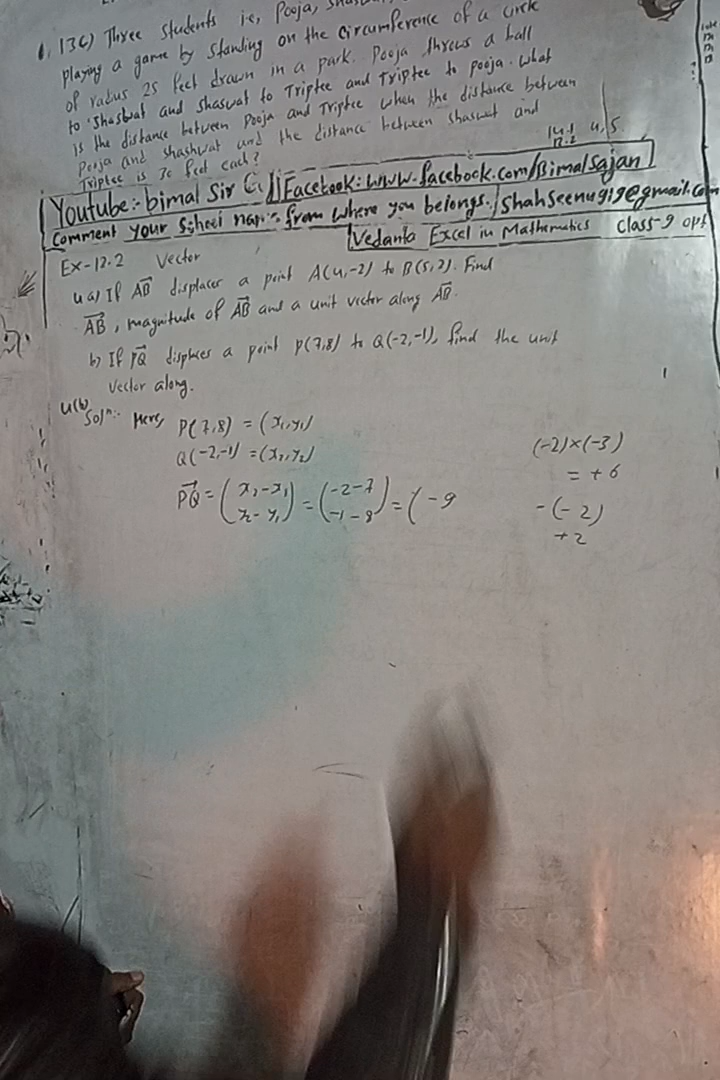 1. 13c) Three students ie, Pooja,
playing a game by standing on the circumference of a circle
of radius 25 feet drawn in a park. Pooja throws a ball
to Shashwat and Shaswat to Triptee and Triptee to Pooja. What
is the distance between Pooja and Triptee when the distance between
Pooja and Shashwat and the distance between Shaswat and
Triptee is 30 feet each?
Youtube:- bimal Sir Facebook: www.facebook.com/Bimalsajan
Comment your School name from where you belongs. Shahseenu919@gmail.com
Vedanta Excel in Mathematics Class-9 opt
Ex-12.2 Vector
4 a) If AB displaces a point A(4,-2) to B(5,2). Find
AB, magnitude of AB and a unit vector along AB.
b) If PQ displces a point P(7,8) to Q(-2,-1), find the unit
vector along.
4(b)
Solⁿ:- Here, P(7,8) = (x₁,y₁)
Q(-2,-1) = (x₂,y₂)
PQ = (x₂-x₁ / y₂-y₁) = (-2-7 / -1-8) = (-9
(-2)×(-3)
= +6
-(-2)
+2